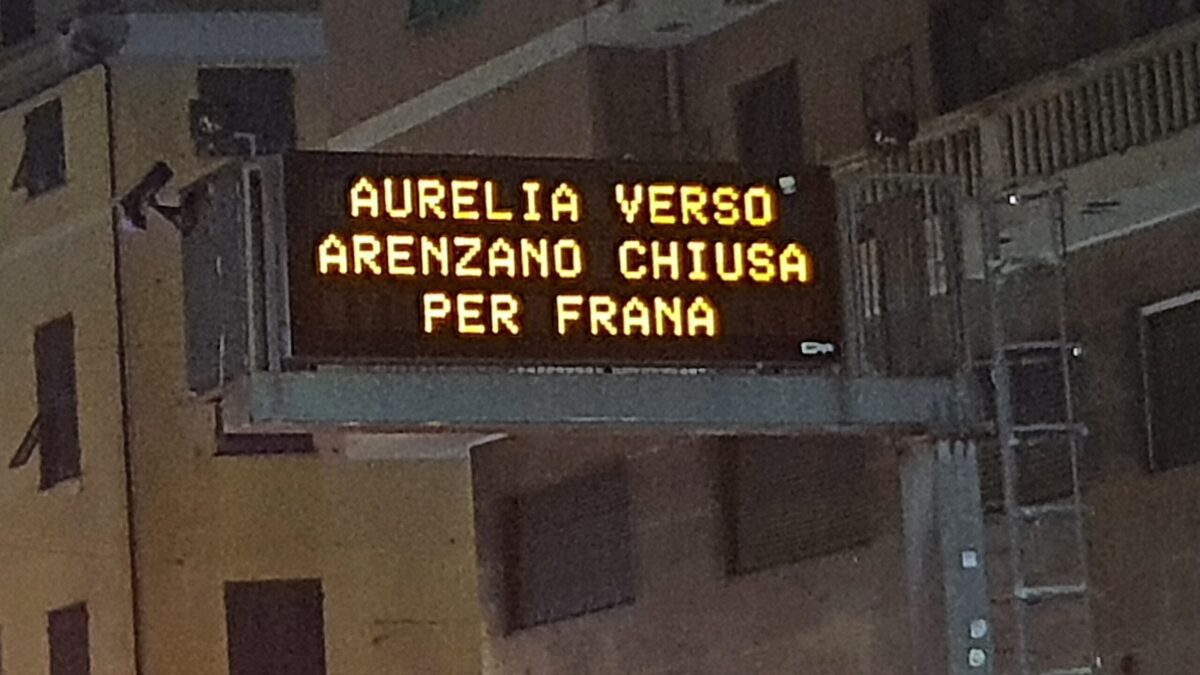 AURELIA VERSO
ARENZANO CHIUSA
PER FRANA